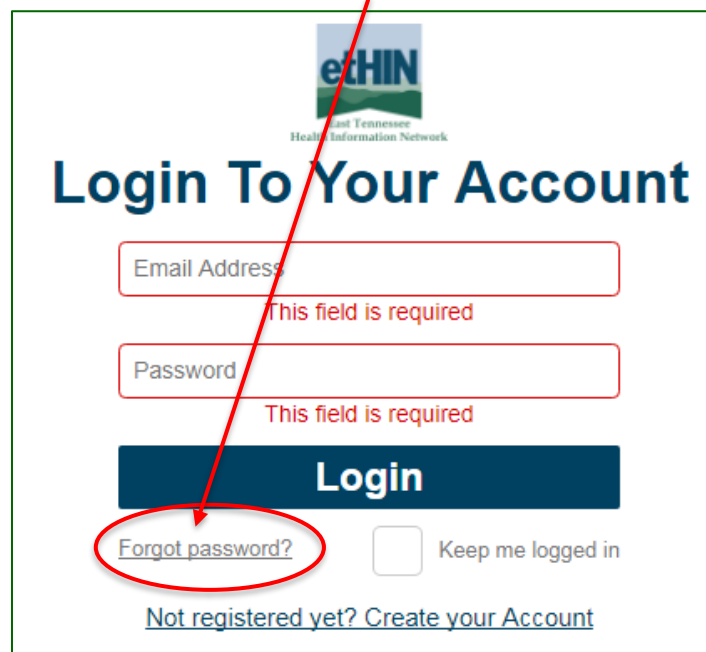 etHIN
East Tennessee
Health Information Network
Login To Your Account
Email Address
This field is required
Password
This field is required
Login
Forgot password? Keep me logged in
Not registered yet? Create your Account